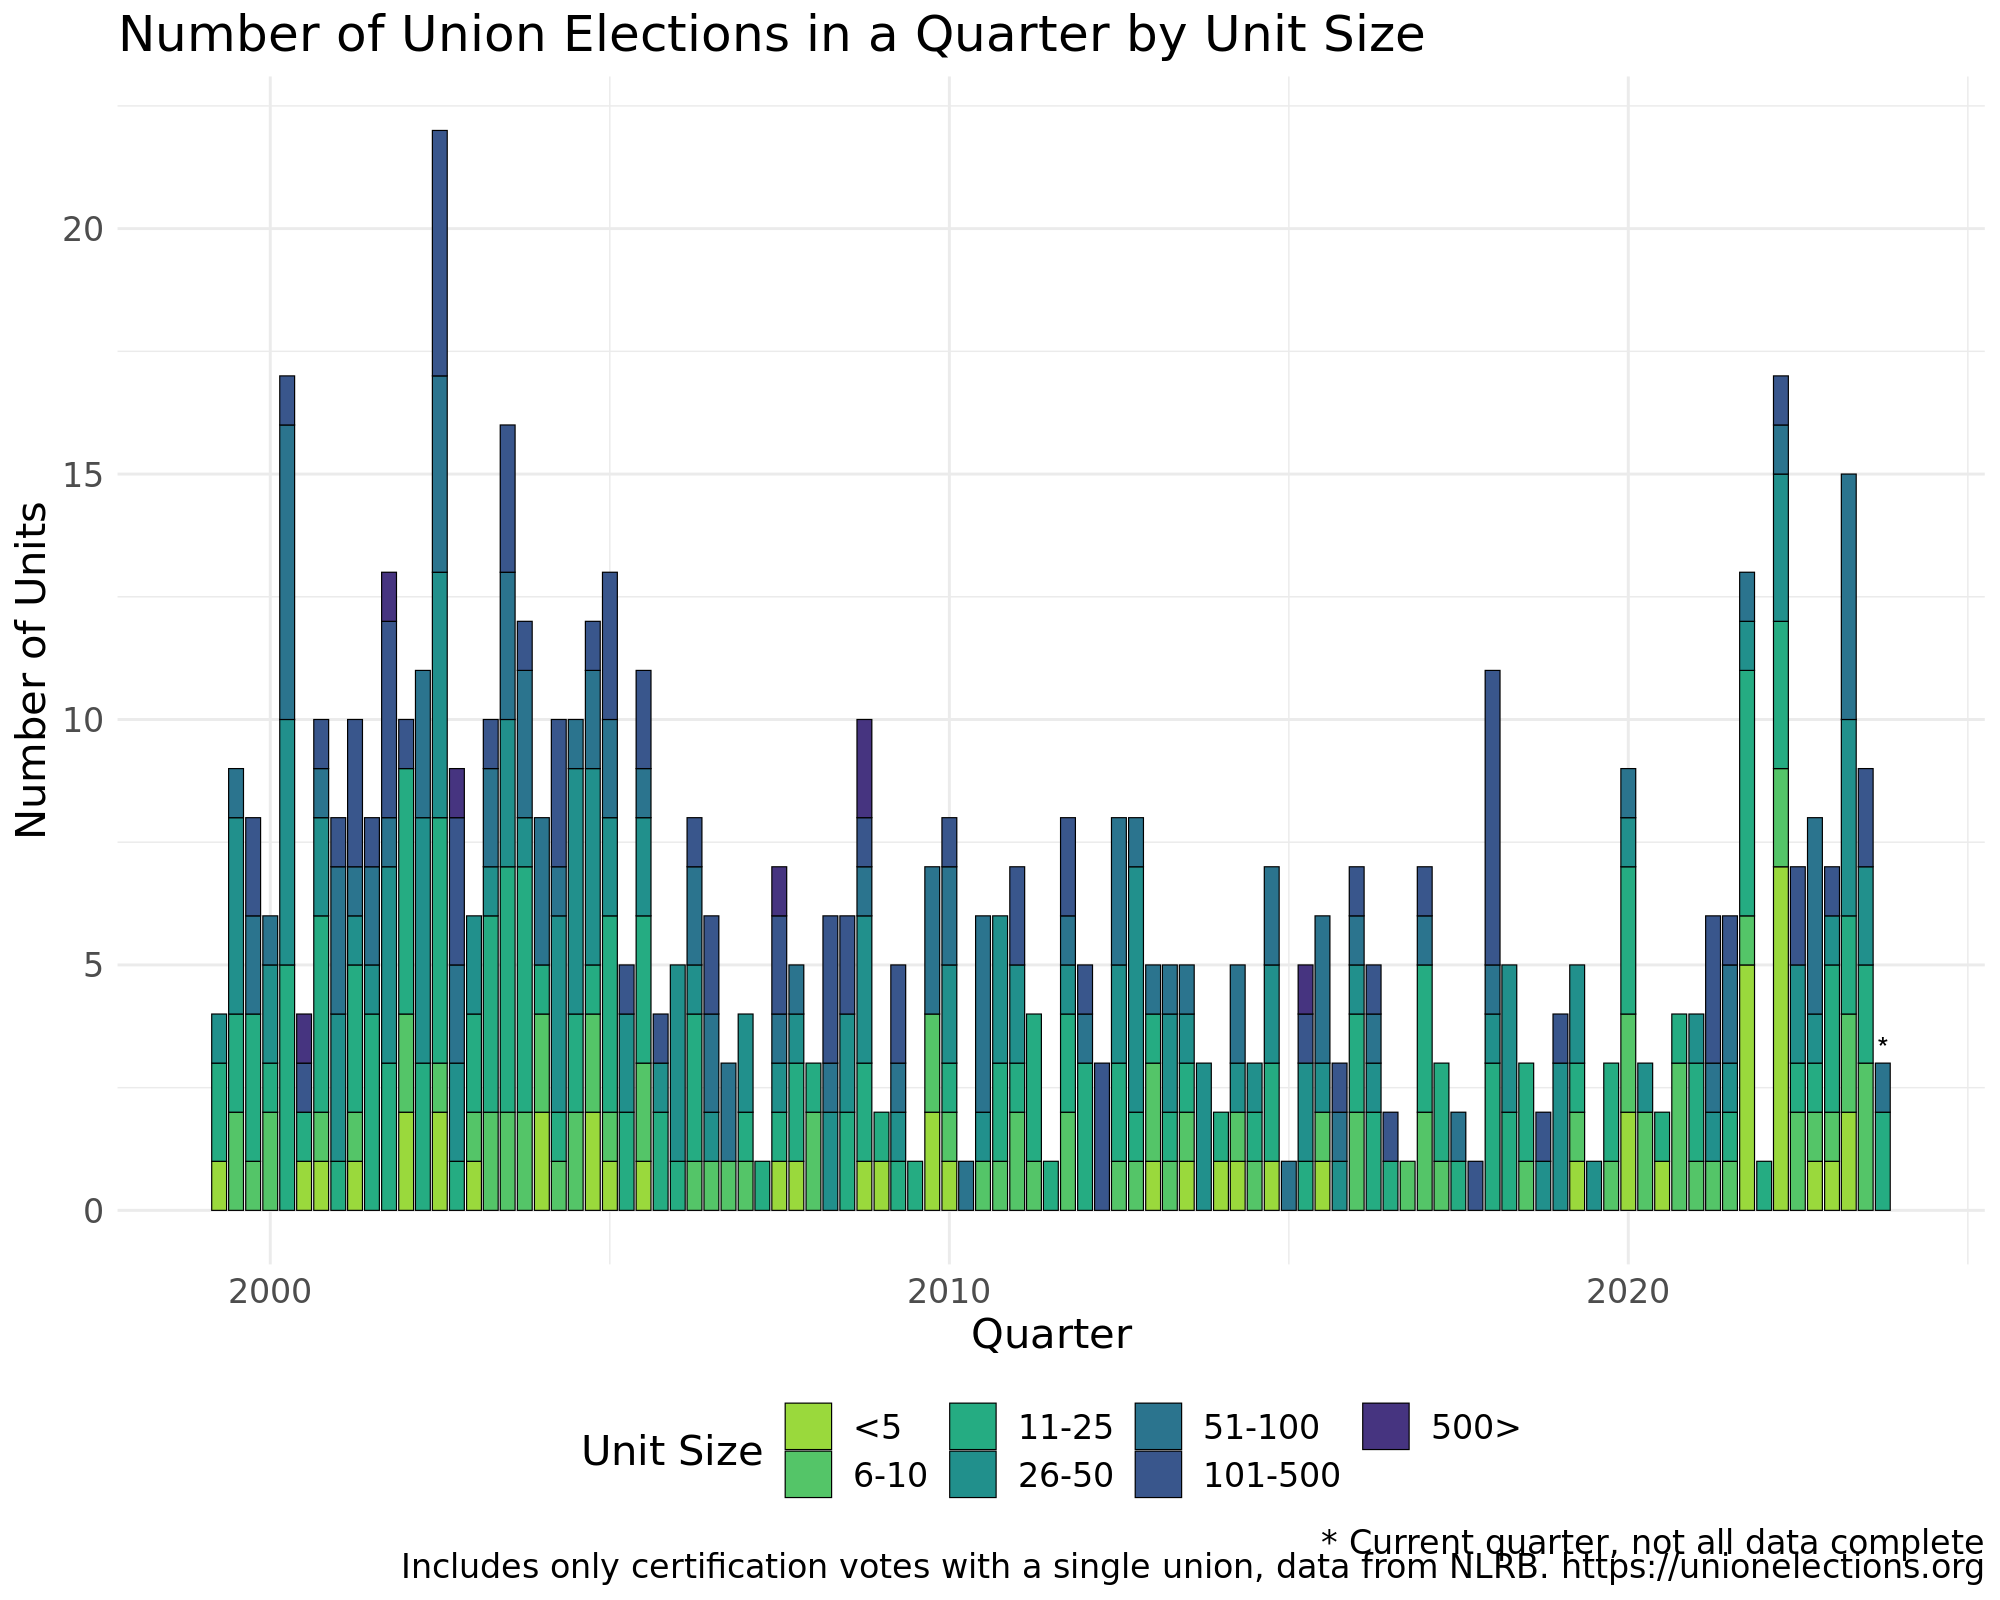 Number of Union Elections in a Quarter by Unit Size
Number of Units
20
15
10
5
0
*
2000 2010 2020
Quarter
Unit Size
<5 11-25 51-100 500>
6-10 26-50 101-500
* Current quarter, not all data complete
Includes only certification votes with a single union, data from NLRB. https://unionelections.org